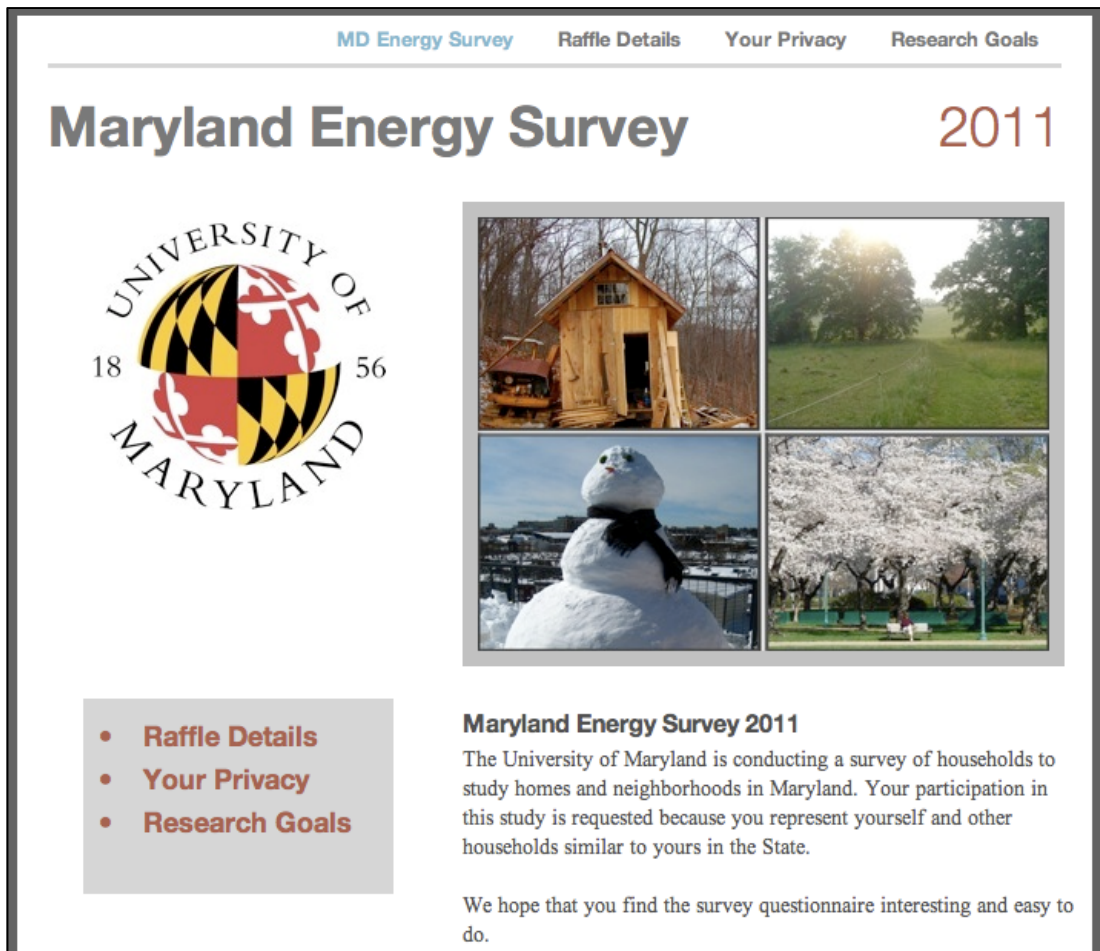 MD Energy Survey Raffle Details Your Privacy Research Goals
Maryland Energy Survey 2011
UNIVERSITY OF
18 56
MARYLAND
• Raffle Details
• Your Privacy
• Research Goals
Maryland Energy Survey 2011
The University of Maryland is conducting a survey of households to
study homes and neighborhoods in Maryland. Your participation in
this study is requested because you represent yourself and other
households similar to yours in the State.
We hope that you find the survey questionnaire interesting and easy to
do.